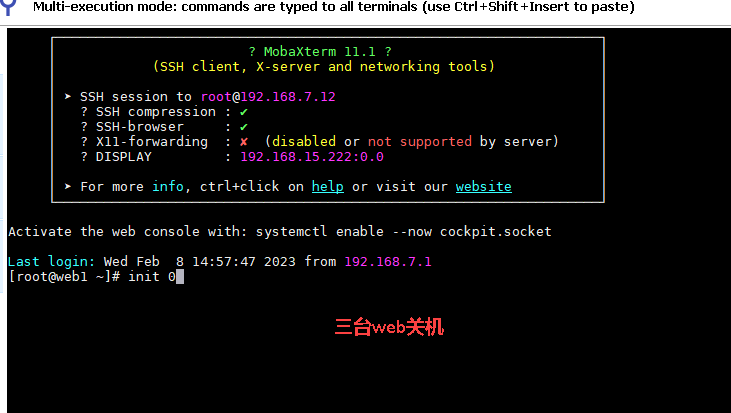 Multi-execution mode: commands are typed to all terminals (use Ctrl+Shift+Insert to paste)
? MobaXterm 11.1 ?
(SSH client, X-server and networking tools)
➤ SSH session to root@192.168.7.12
? SSH compression : ✔
? SSH-browser : ✔
? X11-forwarding : ✘ (disabled or not supported by server)
? DISPLAY : 192.168.15.222:0.0
➤ For more info, ctrl+click on help or visit our website
Activate the web console with: systemctl enable --now cockpit.socket
Last login: Wed Feb 8 14:57:47 2023 from 192.168.7.1
[root@web1 ~]# init 0
三台web关机